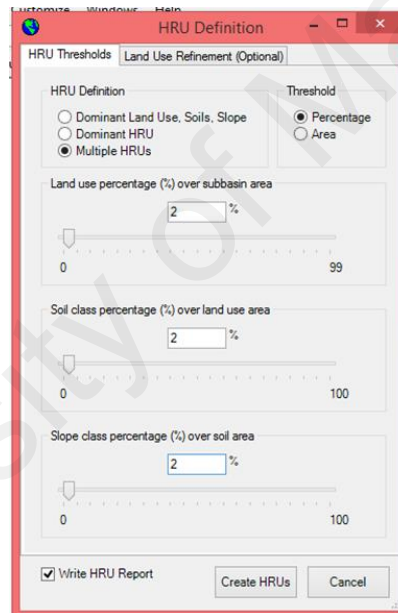 Customize Windows Help
HRU Definition
HRU Thresholds Land Use Refinement (Optional)
HRU Definition
Dominant Land Use, Soils, Slope
Dominant HRU
Multiple HRUs
Threshold
Percentage
Area
Land use percentage (%) over subbasin area
2 %
0 99
Soil class percentage (%) over land use area
2 %
0 100
Slope class percentage (%) over soil area
2 %
0 100
Write HRU Report
Create HRUs Cancel
sity of Ma